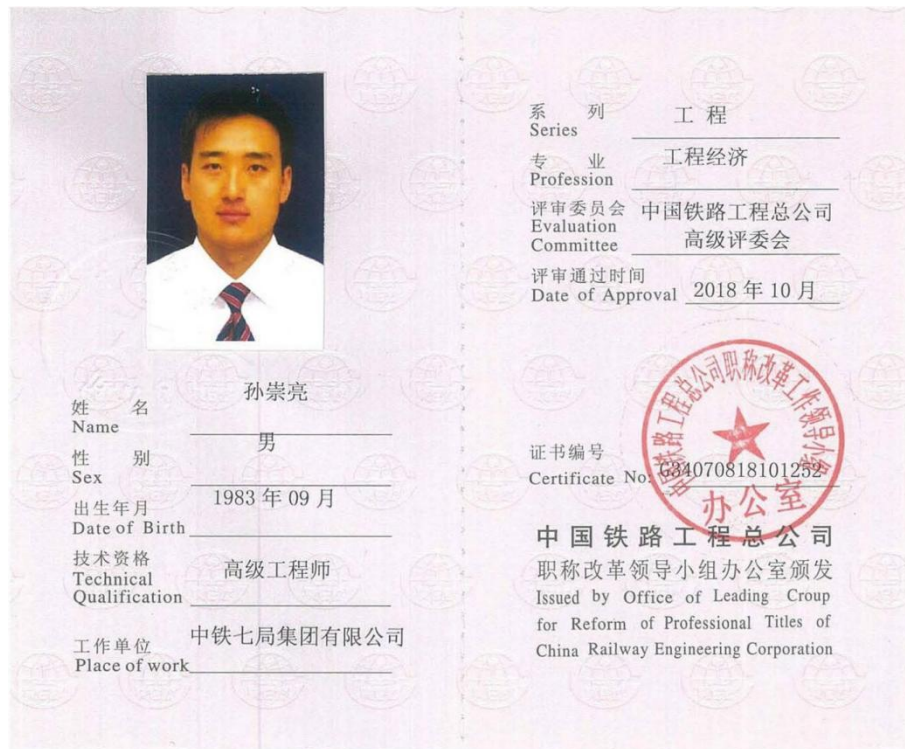 姓 名 孙崇亮
Name
性 别 男
Sex
出生年月 1983 年 09 月
Date of Birth
技术资格 高级工程师
Technical
Qualification
工作单位 中铁七局集团有限公司
Place of work
系 列 工 程
Series
专 业 工程经济
Profession
评审委员会 中国铁路工程总公司
Evaluation 高级评委会
Committee
评审通过时间
Date of Approval 2018 年 10 月
中国铁路工程总公司职称改革工作领导小组
办公室
证书编号
Certificate No: G34070818101252
中国铁路工程总公司
职称改革领导小组办公室颁发
Issued by Office of Leading Croup
for Reform of Professional Titles of
China Railway Engineering Corporation